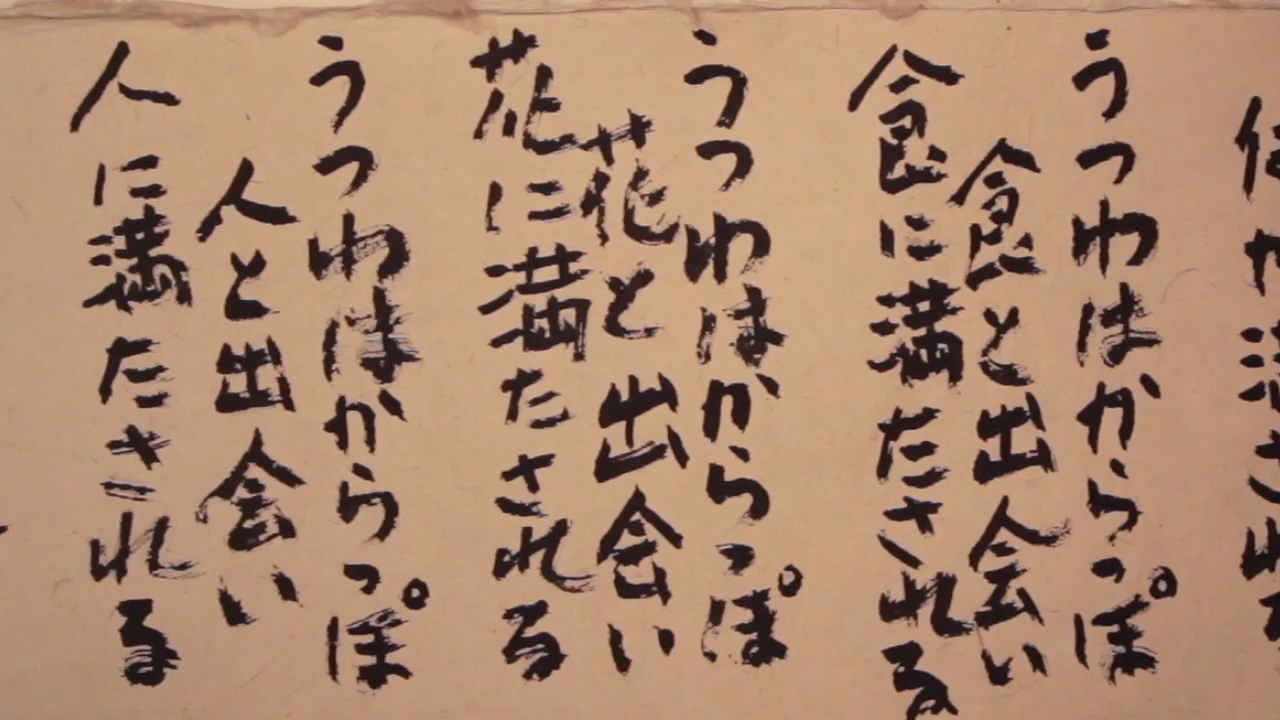 うつわはからっぽ
食と出会い
食に満たされる
うつわはからっぽ
花と出会い
花に満たされる
うつわはからっぽ
人と出会い
人に満たされる